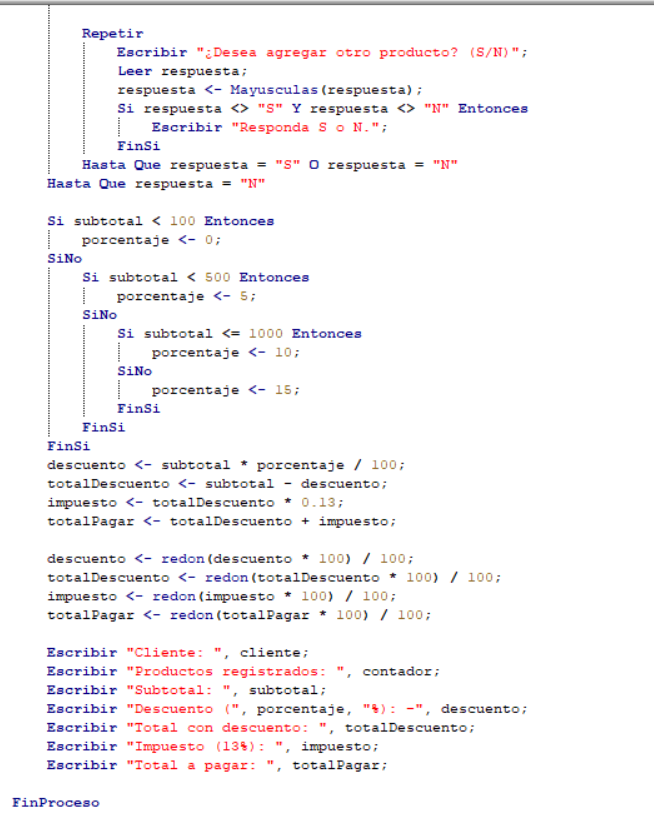 Repetir
Escribir "¿Desea agregar otro producto? (S/N)";
Leer respuesta;
respuesta <- Mayusculas(respuesta);
Si respuesta <> "S" Y respuesta <> "N" Entonces
Escribir "Responda S o N.";
FinSi
Hasta Que respuesta = "S" O respuesta = "N"
Hasta Que respuesta = "N"
Si subtotal < 100 Entonces
porcentaje <- 0;
SiNo
Si subtotal < 500 Entonces
porcentaje <- 5;
SiNo
Si subtotal <= 1000 Entonces
porcentaje <- 10;
SiNo
porcentaje <- 15;
FinSi
FinSi
FinSi
descuento <- subtotal * porcentaje / 100;
totalDescuento <- subtotal - descuento;
impuesto <- totalDescuento * 0.13;
totalPagar <- totalDescuento + impuesto;
descuento <- redon(descuento * 100) / 100;
totalDescuento <- redon(totalDescuento * 100) / 100;
impuesto <- redon(impuesto * 100) / 100;
totalPagar <- redon(totalPagar * 100) / 100;
Escribir "Cliente: ", cliente;
Escribir "Productos registrados: ", contador;
Escribir "Subtotal: ", subtotal;
Escribir "Descuento (", porcentaje, "%): -", descuento;
Escribir "Total con descuento: ", totalDescuento;
Escribir "Impuesto (13%): ", impuesto;
Escribir "Total a pagar: ", totalPagar;
FinProceso